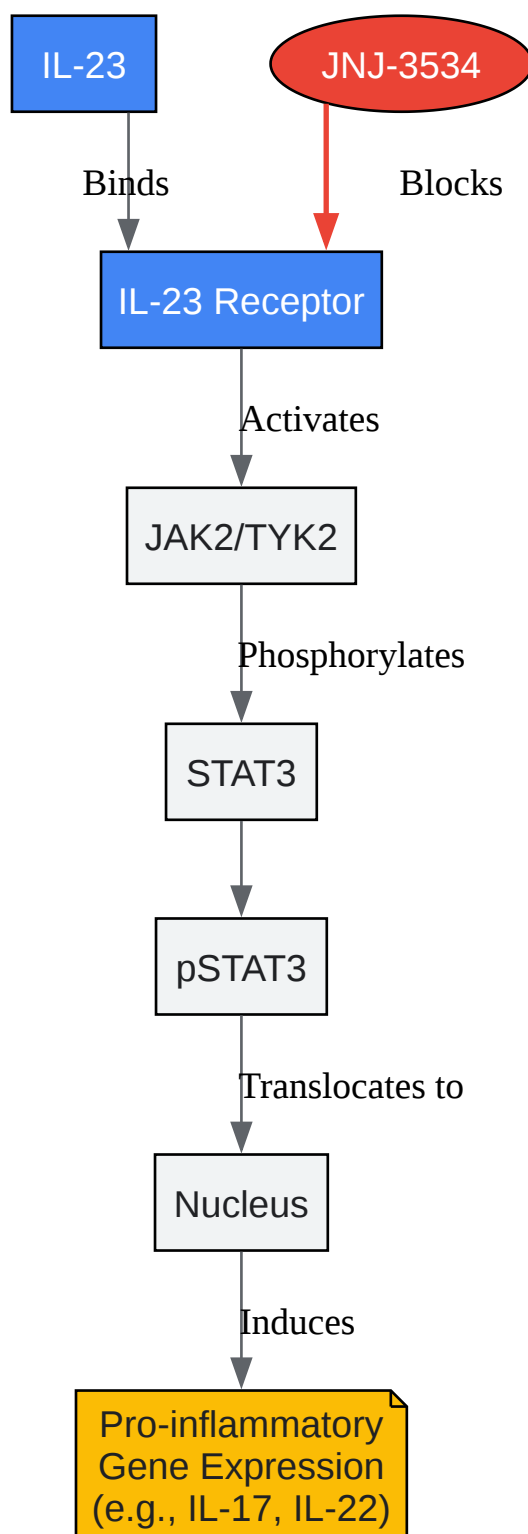 IL-23
JNJ-3534
Binds
Blocks
IL-23 Receptor
Activates
JAK2/TYK2
Phosphorylates
STAT3
pSTAT3
Translocates to
Nucleus
Induces
Pro-inflammatory
Gene Expression
(e.g., IL-17, IL-22)